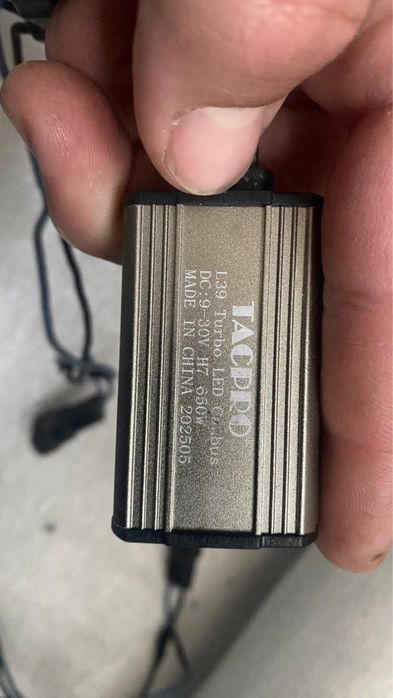 TACPRO
L39 Turbo LED Canbus
DC:9-30V H7 650W
MADE IN CHINA 202505